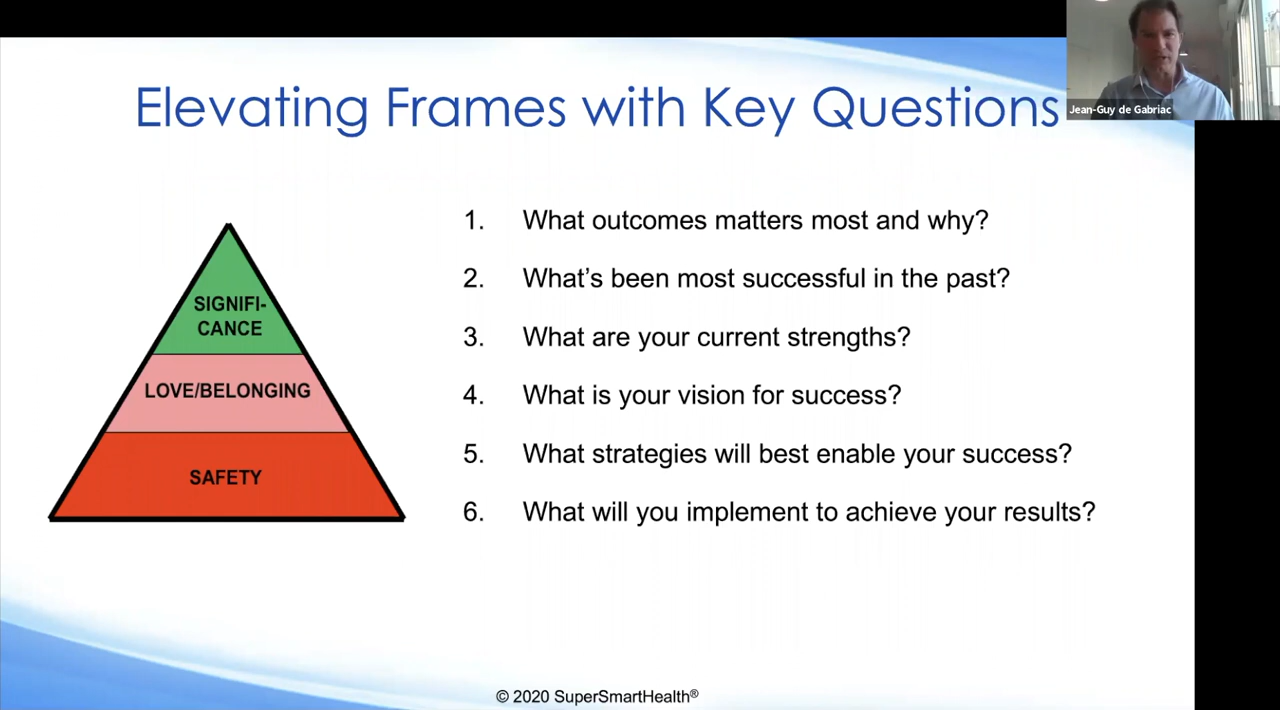 Elevating Frames with Key Questions
Jean-Guy de Gabriac
SIGNIFI-
CANCE
LOVE/BELONGING
SAFETY
1. What outcomes matters most and why?
2. What’s been most successful in the past?
3. What are your current strengths?
4. What is your vision for success?
5. What strategies will best enable your success?
6. What will you implement to achieve your results?
© 2020 SuperSmartHealth®